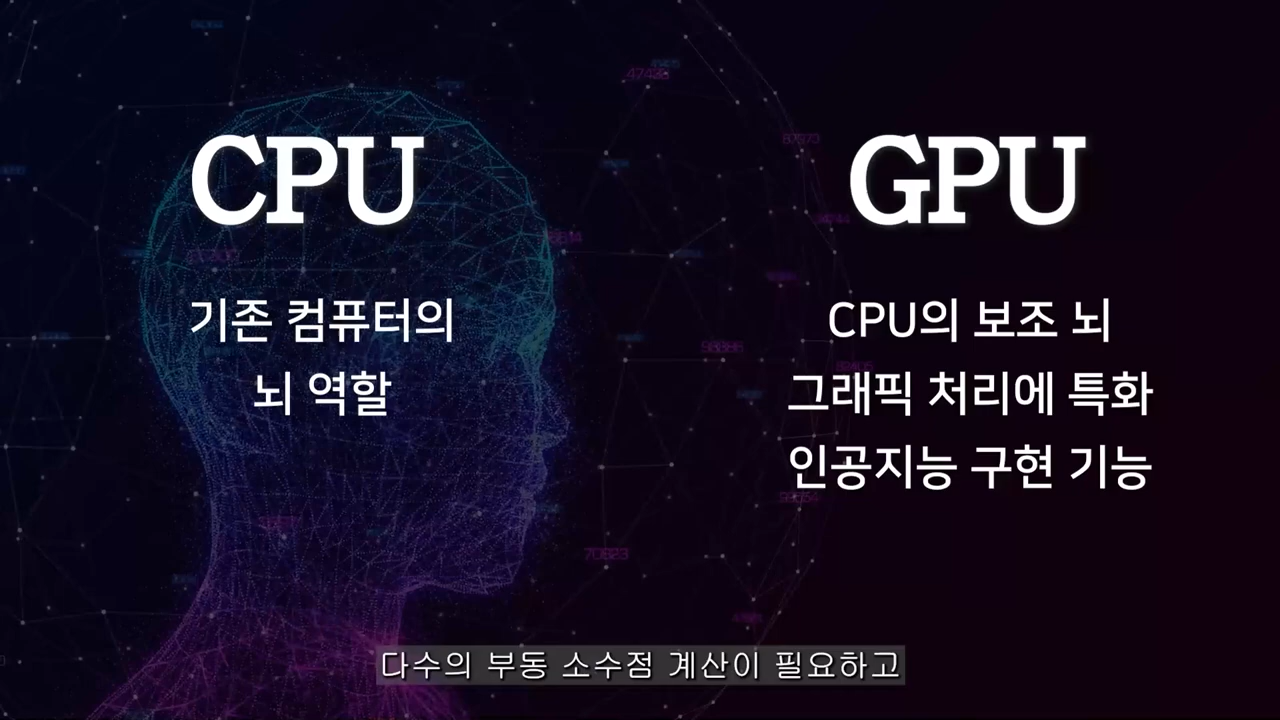 CPU
기존 컴퓨터의
뇌 역할
GPU
CPU의 보조 뇌
그래픽 처리에 특화
인공지능 구현 기능
다수의 부동 소수점 계산이 필요하고
70823